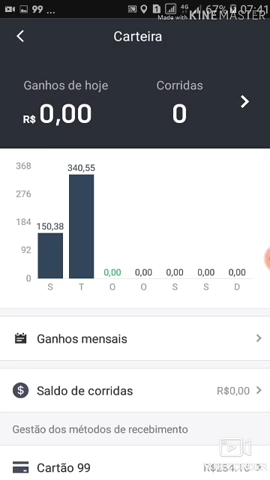 99 ... 4G 67% 07:41
Made with KINEMASTER
Carteira
Ganhos de hoje Corridas
R$ 0,00 0
368
276
184
92
0
150,38 340,55 0,00 0,00 0,00 0,00 0,00
S T O O S S D
Ganhos mensais
Saldo de corridas R$0,00
Gestão dos métodos de recebimento
Cartão 99